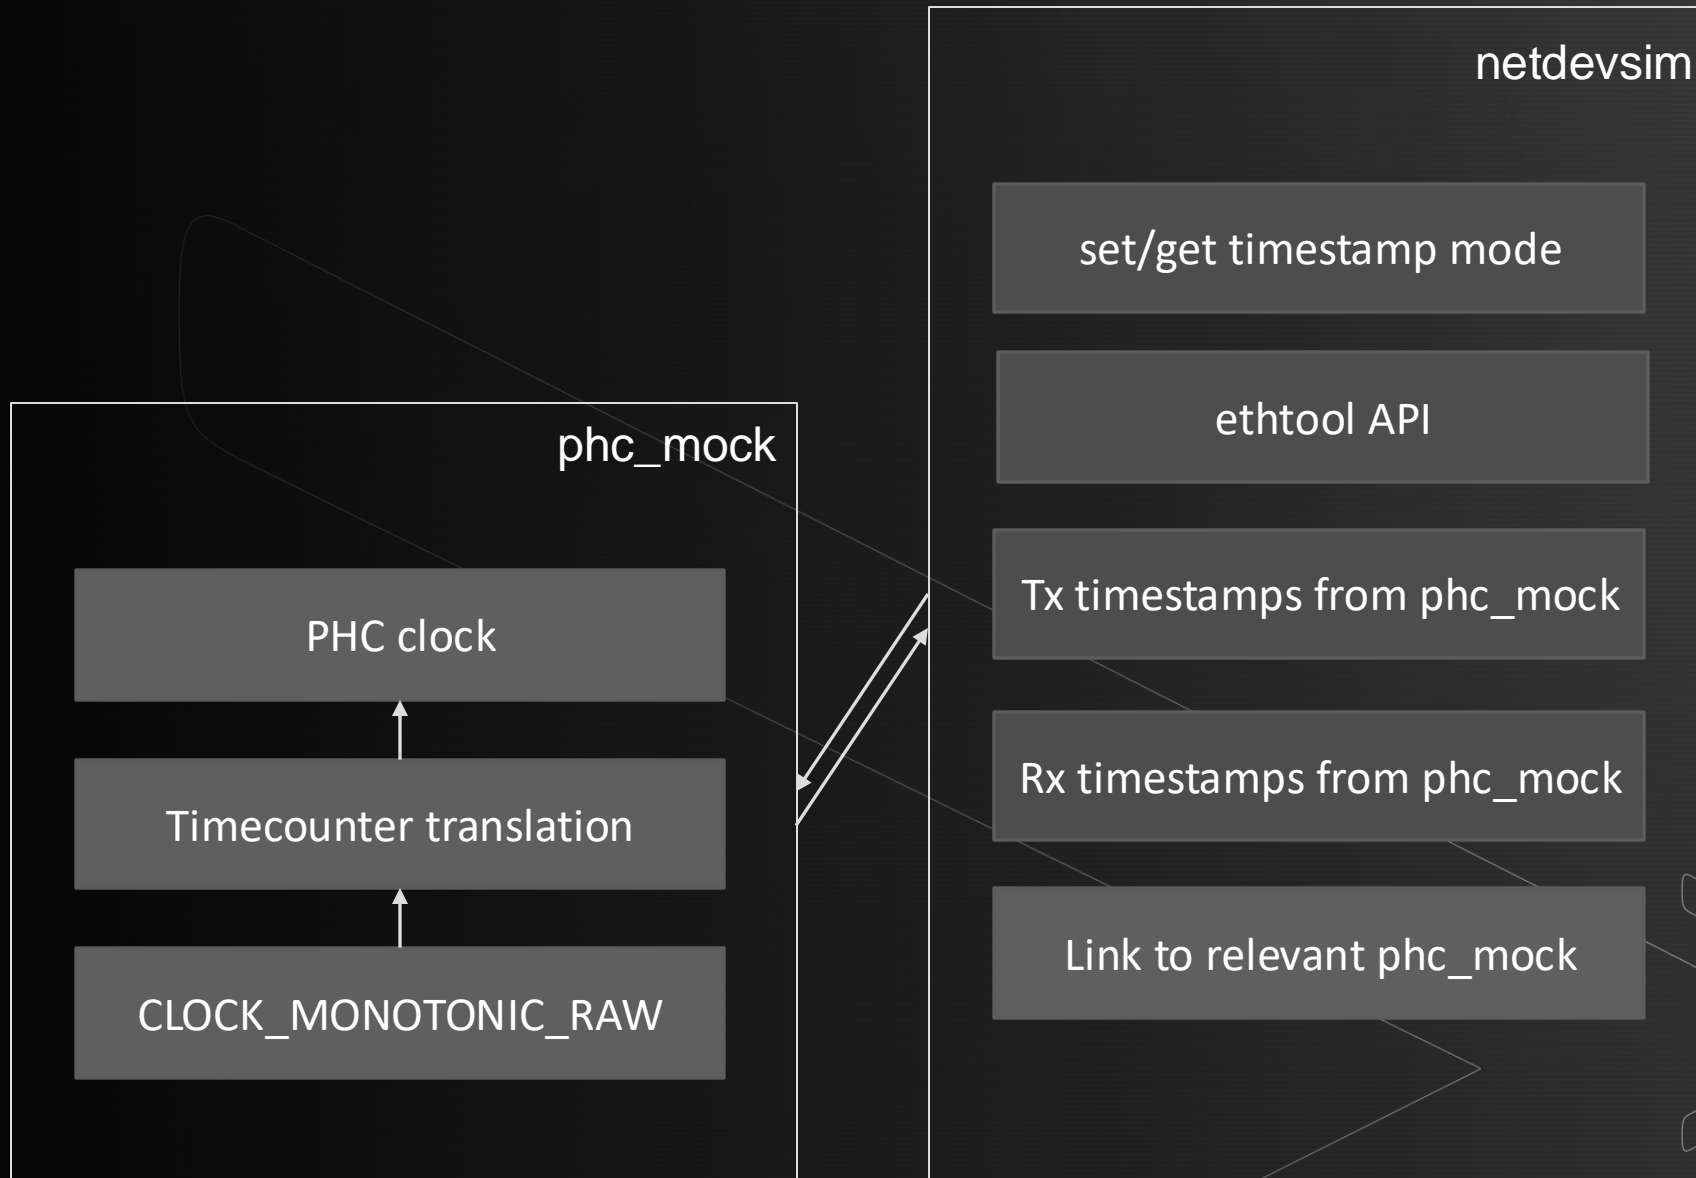 phc_mock
PHC clock
Timecounter translation
CLOCK_MONOTONIC_RAW
netdevsim
set/get timestamp mode
ethtool API
Tx timestamps from phc_mock
Rx timestamps from phc_mock
Link to relevant phc_mock